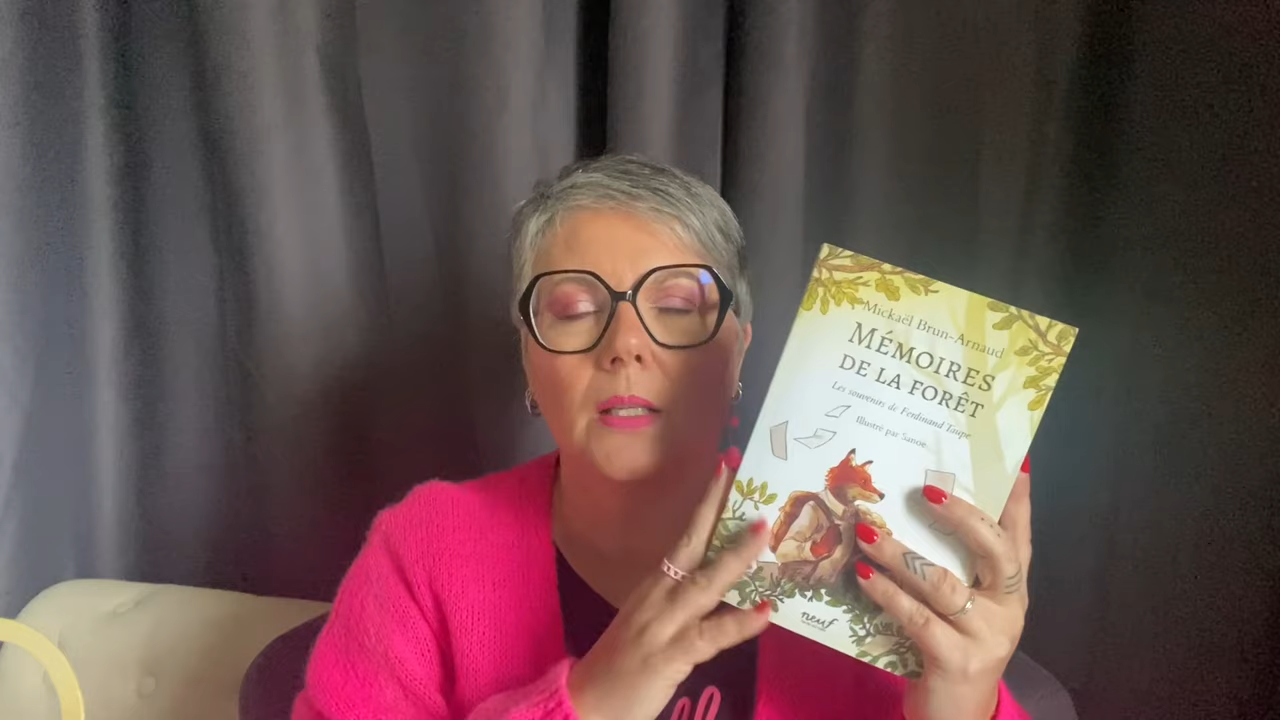 Mickaël Brun-Arnaud
MÉMOIRES
DE LA FORÊT
Les souvenirs de Ferdinand Taupe
Illustré par Sanoe
neuf